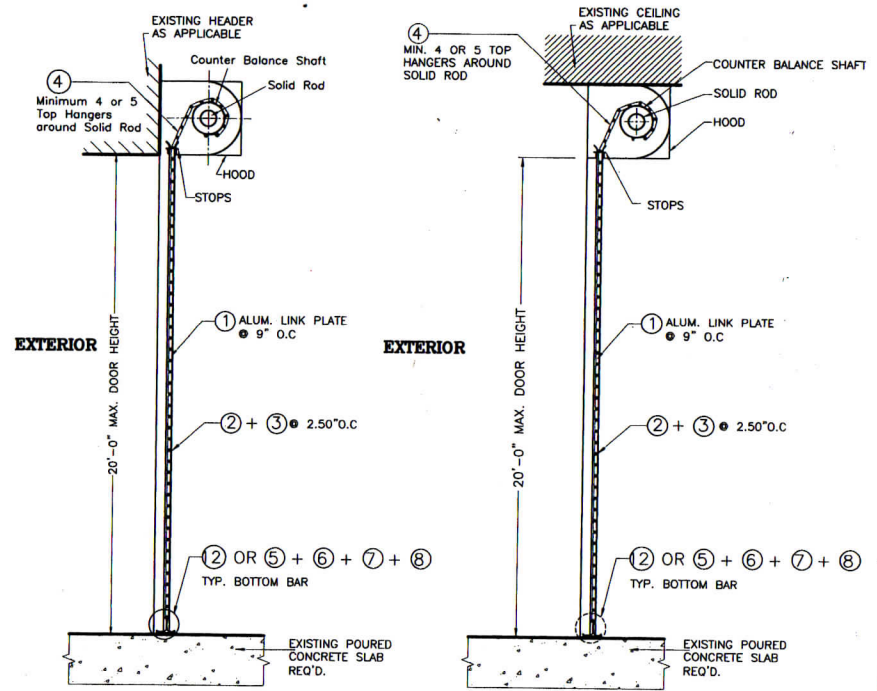 EXISTING HEADER
AS APPLICABLE
4
Minimum 4 or 5
Top Hangers
around Solid Rod
Counter Balance Shaft
Solid Rod
HOOD
STOPS
20'-0" MAX. DOOR HEIGHT
EXTERIOR
1 ALUM. LINK PLATE
@ 9" O.C
2 + 3 @ 2.50"O.C
12 OR 5 + 6 + 7 + 8
TYP. BOTTOM BAR
EXISTING POURED
CONCRETE SLAB
REQ'D.
EXISTING CEILING
AS APPLICABLE
4
MIN. 4 OR 5 TOP
HANGERS AROUND
SOLID ROD
COUNTER BALANCE SHAFT
SOLID ROD
HOOD
STOPS
20'-0" MAX. DOOR HEIGHT
EXTERIOR
1 ALUM. LINK PLATE
@ 9" O.C
2 + 3 @ 2.50"O.C
12 OR 5 + 6 + 7 + 8
TYP. BOTTOM BAR
EXISTING POURED
CONCRETE SLAB
REQ'D.